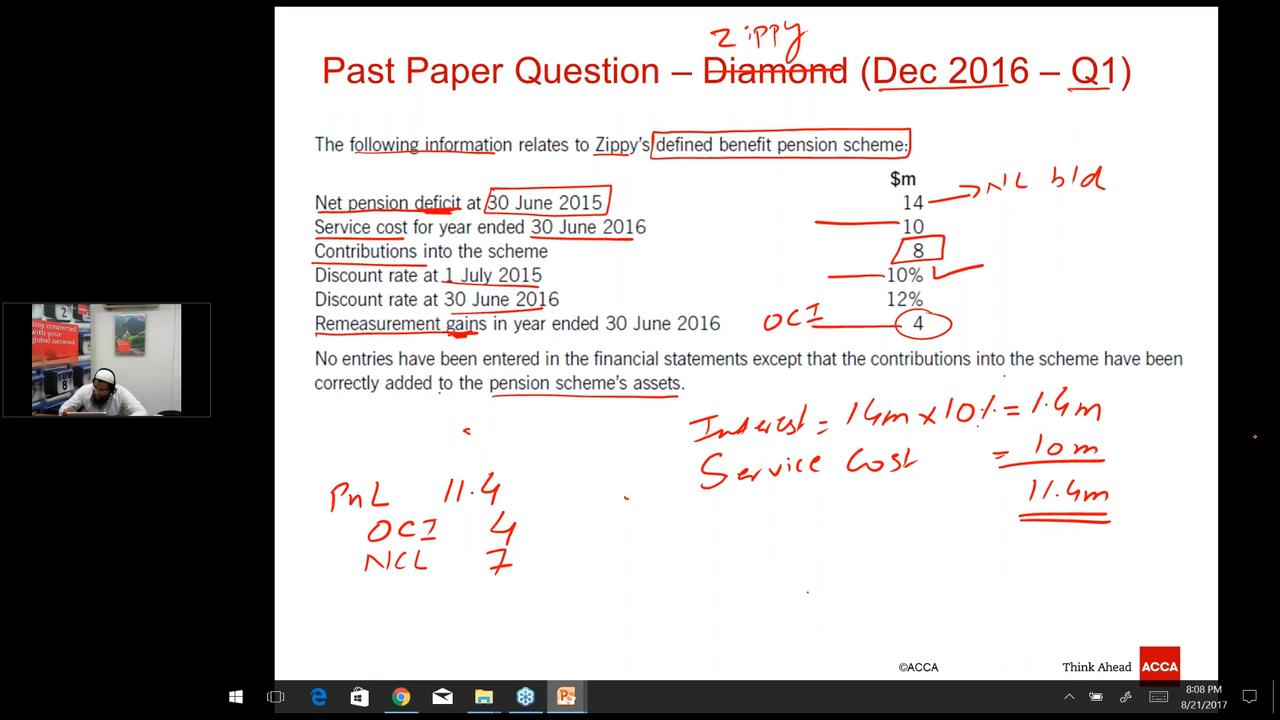 Zippy
Past Paper Question – Diamond (Dec 2016 – Q1)
The following information relates to Zippy's defined benefit pension scheme:
$m
Net pension deficit at 30 June 2015 14 → NL b/d
Service cost for year ended 30 June 2016 10
Contributions into the scheme 8
Discount rate at 1 July 2015 10%
Discount rate at 30 June 2016 12%
Remeasurement gains in year ended 30 June 2016 OCI 4
No entries have been entered in the financial statements except that the contributions into the scheme have been
correctly added to the pension scheme's assets.
Interest = 14m x 10% = 1.4m
Service Cost = 10m
11.4m
PnL 11.4
OCI 4
NCL 7
Stay connected
with your
global network
©ACCA
Think Ahead ACCA
8:08 PM
8/21/2017